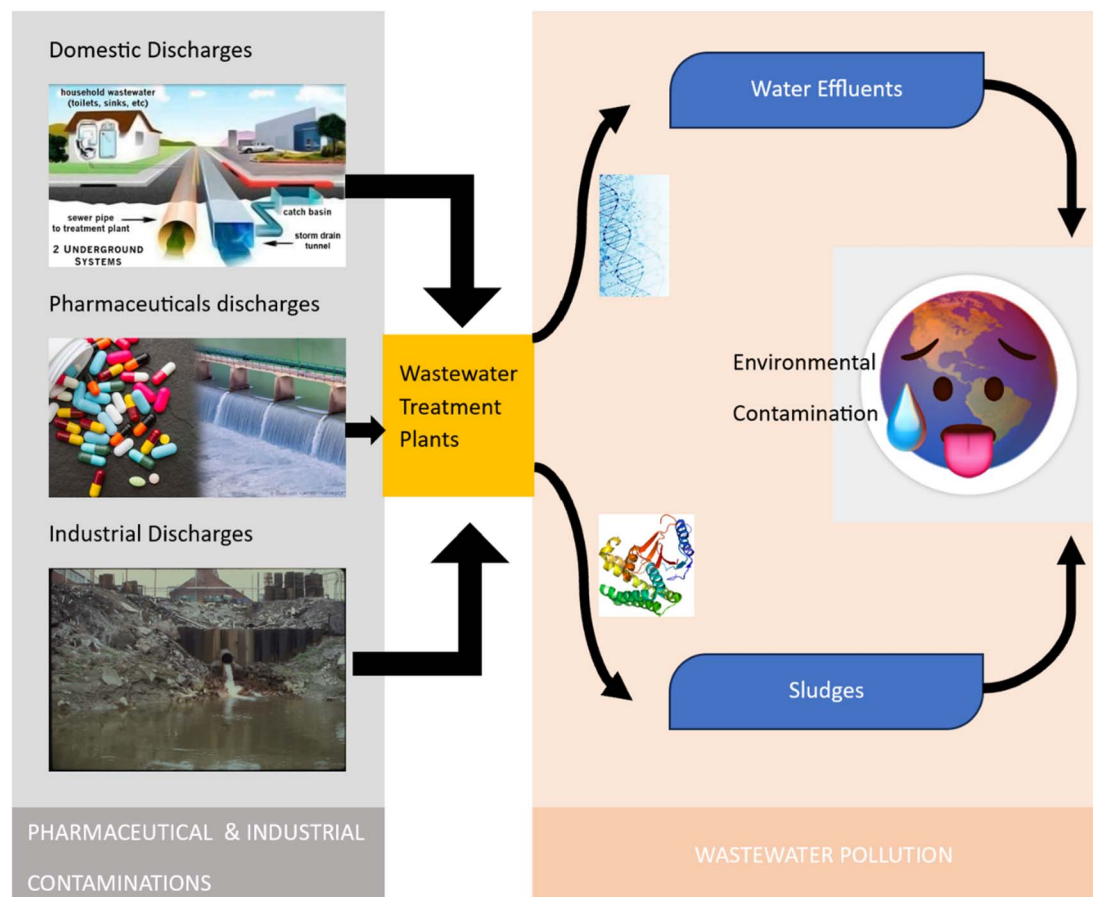 Domestic Discharges
household wastewater
(toilets, sinks, etc)
catch basin
sewer pipe
to treatment plant
storm drain
tunnel
2 UNDERGROUND
SYSTEMS
Pharmaceuticals discharges
Industrial Discharges
PHARMACEUTICAL & INDUSTRIAL
CONTAMINATIONS
Wastewater
Treatment
Plants
Water Effluents
Environmental
Contamination
Sludges
WASTEWATER POLLUTION